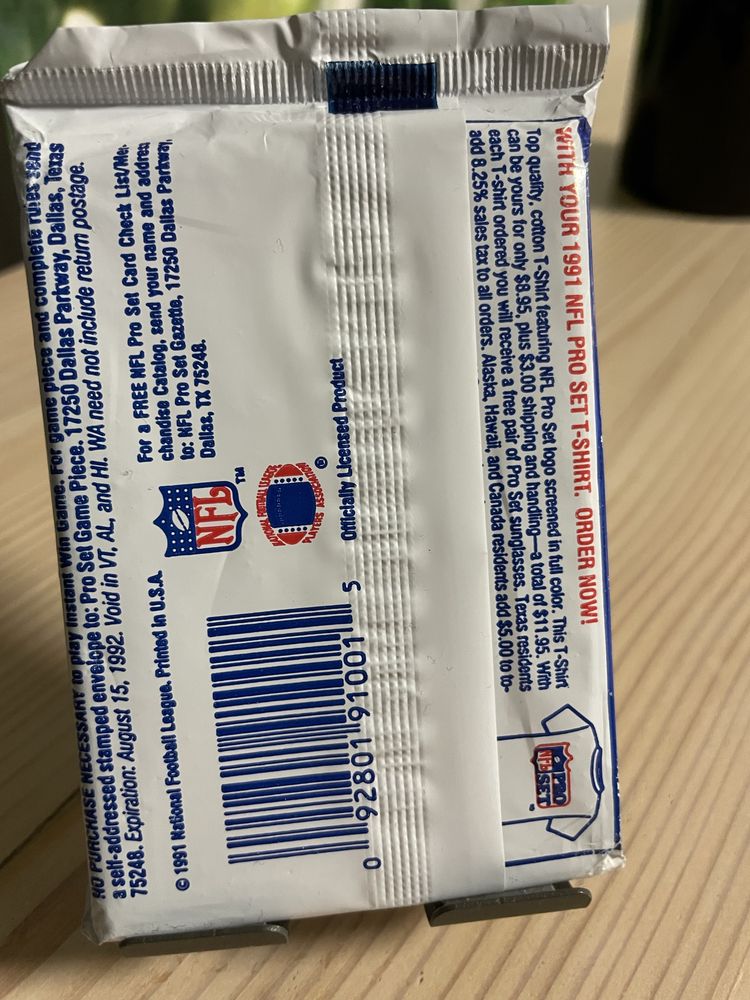 WITH YOUR 1991 NFL PRO SET T-SHIRT. ORDER NOW!
Top quality, cotton T-Shirt featuring NFL Pro Set logo screened in full color. This T-Shirt
can be yours for only $8.95, plus $3.00 shipping and handling—a total of $11.95. With
each T-shirt ordered you will receive a free pair of Pro Set sunglasses. Texas residents
add 8.25% sales tax to all orders. Alaska, Hawaii, and Canada residents add $5.00 to to-
NFL PRO SET
NO PURCHASE NECESSARY to play Instant Win Game. For game piece and complete rules send
a self-addressed stamped envelope to: Pro Set Game Piece, 17250 Dallas Parkway, Dallas, Texas
75248. Expiration: August 15, 1992. Void in VT, AL, and HI. WA need not include return postage.
For a FREE NFL Pro Set Card Check List/Mer-
chandise Catalog, send your name and address
to: NFL Pro Set Gazette, 17250 Dallas Parkway,
Dallas, TX 75248.
© 1991 National Football League. Printed in U.S.A.
NFL
TM
NATIONAL FOOTBALL LEAGUE
PLAYERS ASSOCIATION
®
Officially Licensed Product
0 92801 91001 5